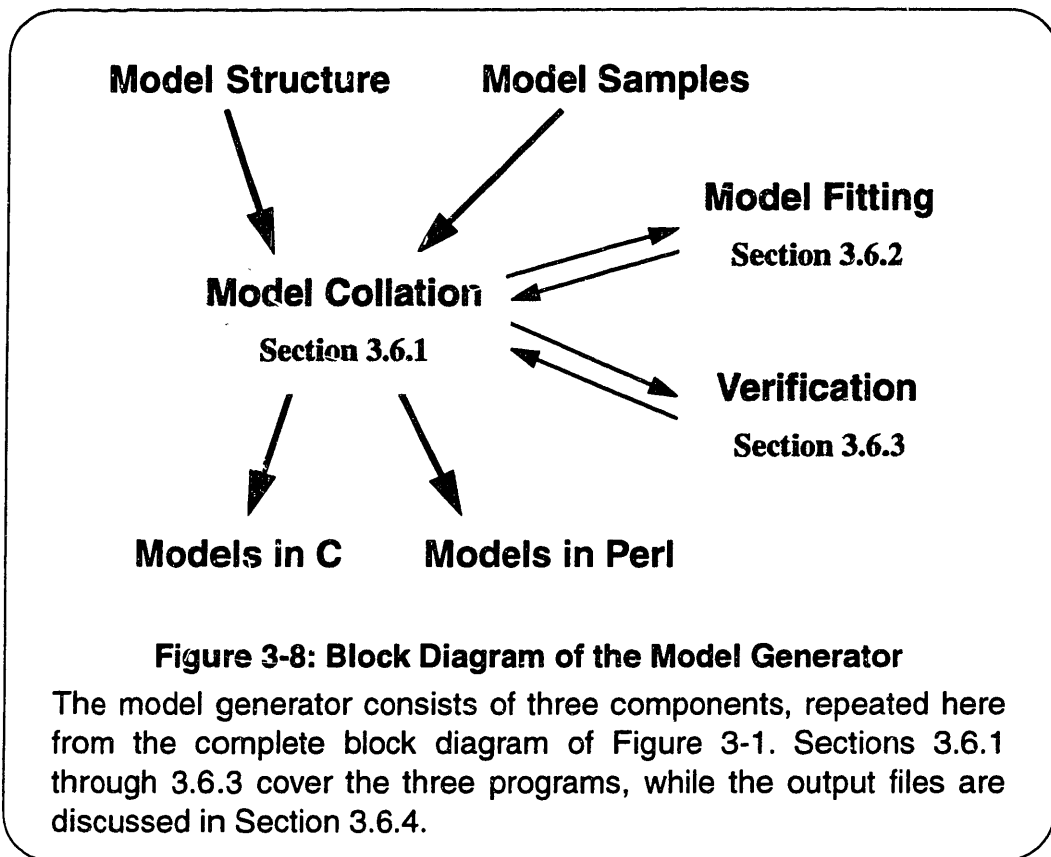 Model Structure
Model Samples
Model Fitting
Section 3.6.2
Model Collation
Section 3.6.1
Verification
Section 3.6.3
Models in C
Models in Perl
Figure 3-8: Block Diagram of the Model Generator
The model generator consists of three components, repeated here
from the complete block diagram of Figure 3-1. Sections 3.6.1
through 3.6.3 cover the three programs, while the output files are
discussed in Section 3.6.4.